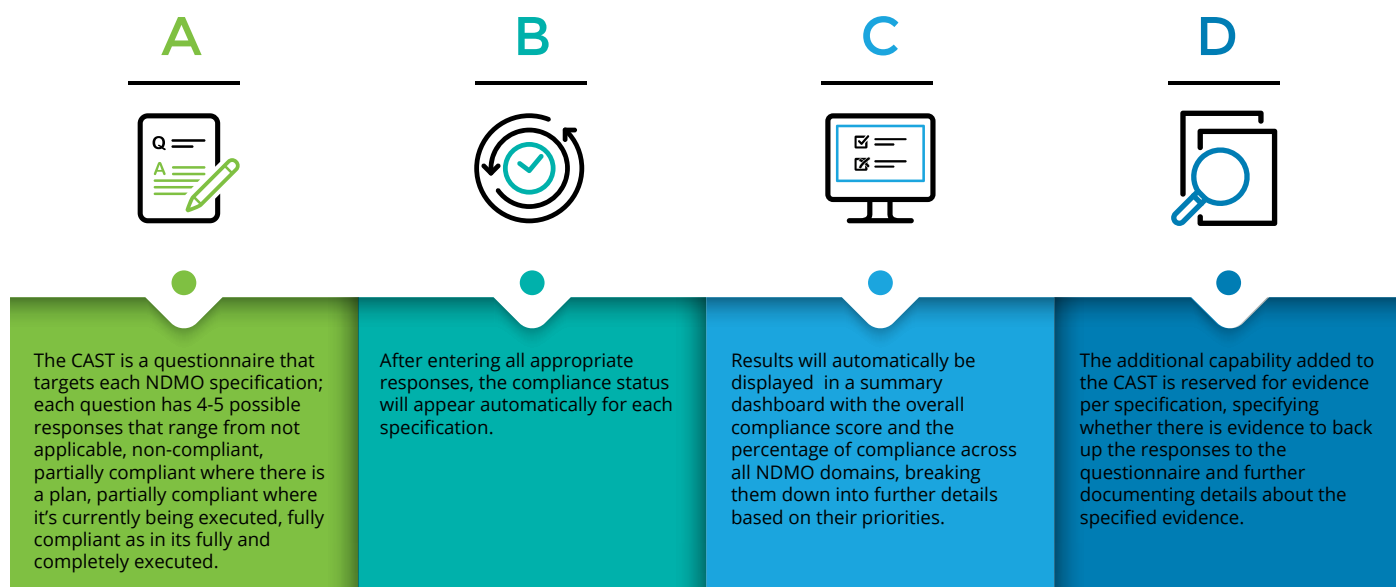 A
B
C
D
Q
A
The CAST is a questionnaire that
targets each NDMO specification;
each question has 4-5 possible
responses that range from not
applicable, non-compliant,
partially compliant where there is
a plan, partially compliant where
it's currently being executed, fully
compliant as in its fully and
completely executed.
After entering all appropriate
responses, the compliance status
will appear automatically for each
specification.
Results will automatically be
displayed  in a summary
dashboard with the overall
compliance score and the
percentage of compliance across
all NDMO domains, breaking
them down into further details
based on their priorities.
The additional capability added to
the CAST is reserved for evidence
per specification, specifying
whether there is evidence to back
up the responses to the
questionnaire and further
documenting details about the
specified evidence.